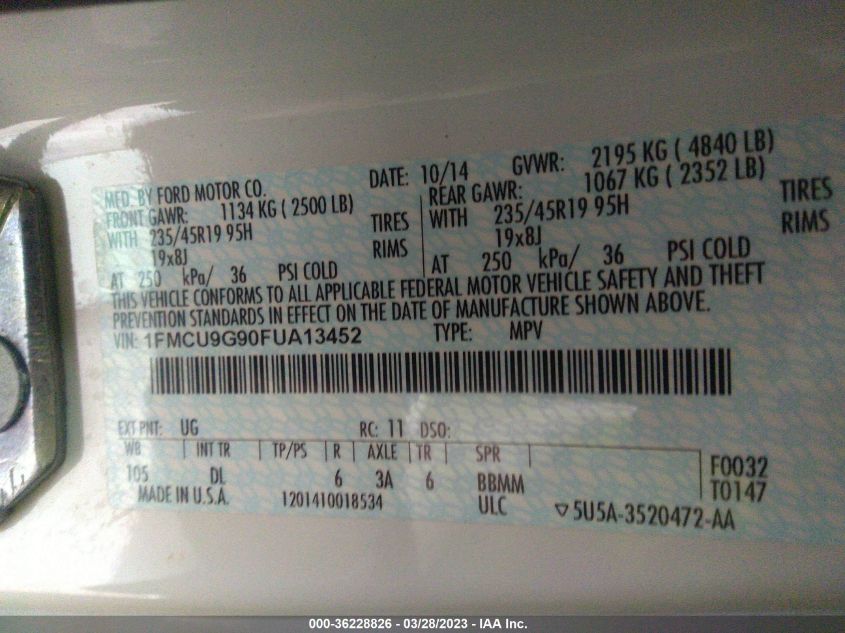 MFD. BY FORD MOTOR CO. DATE: 10/14 GVWR: 2195 KG ( 4840 LB)
FRONT GAWR: 1134 KG ( 2500 LB) REAR GAWR: 1067 KG ( 2352 LB)
WITH 235/45R19 95H TIRES WITH 235/45R19 95H TIRES
19x8J RIMS 19x8J RIMS
AT 250 kPa/ 36 PSI COLD AT 250 kPa/ 36 PSI COLD
THIS VEHICLE CONFORMS TO ALL APPLICABLE FEDERAL MOTOR VEHICLE SAFETY AND THEFT
PREVENTION STANDARDS IN EFFECT ON THE DATE OF MANUFACTURE SHOWN ABOVE.
VIN: 1FMCU9G90FUA13452 TYPE: MPV
EXT PNT: UG RC: 11 DSO:
WB INT TR TP/PS R AXLE TR SPR
105 DL 6 3A 6 BBMM F0032
MADE IN U.S.A. 1201410018534 ULC T0147
▽5U5A-3520472-AA
000-36228826 - 03/28/2023 - IAA Inc.